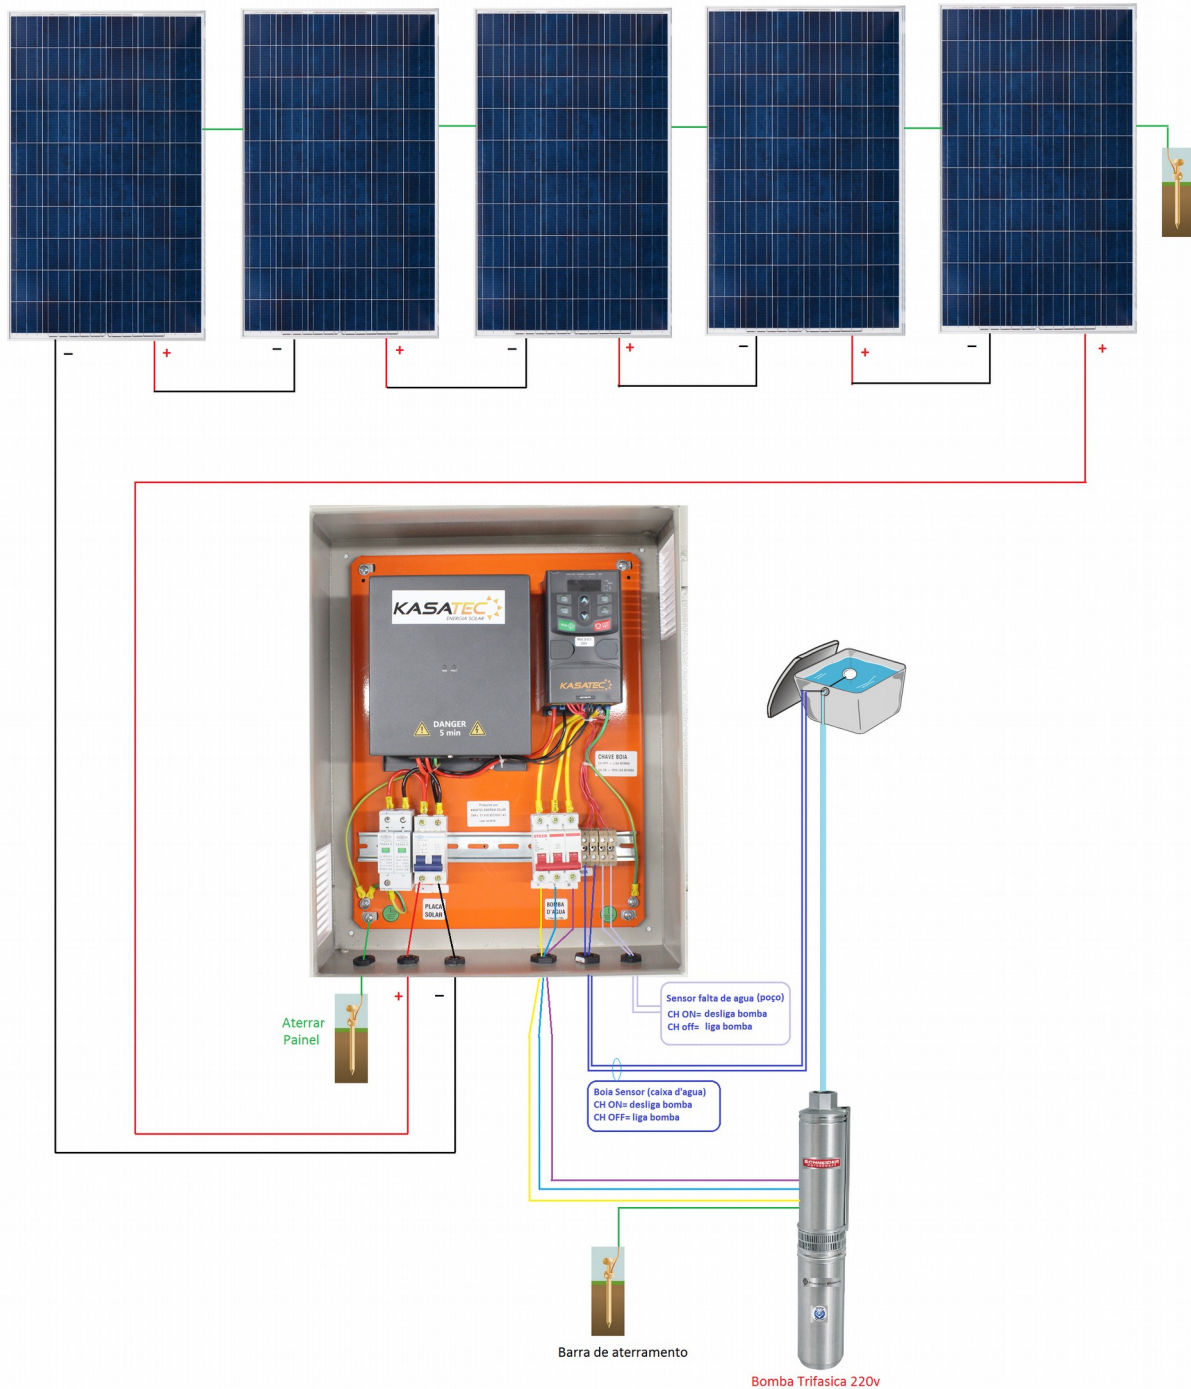 − + − + − + − + − +
KASATEC
ENERGIA SOLAR
KASATEC
DANGER
5 min
CHAVE BOIA
PLACA
SOLAR
BOMBA
D'AGUA
+ −
Aterrar
Painel
Sensor falta de agua (poço)
CH ON= desliga bomba
CH off= liga bomba
Boia Sensor (caixa d'agua)
CH ON= desliga bomba
CH OFF= liga bomba
SCHNEIDER
Barra de aterramento
Bomba Trifasica 220v